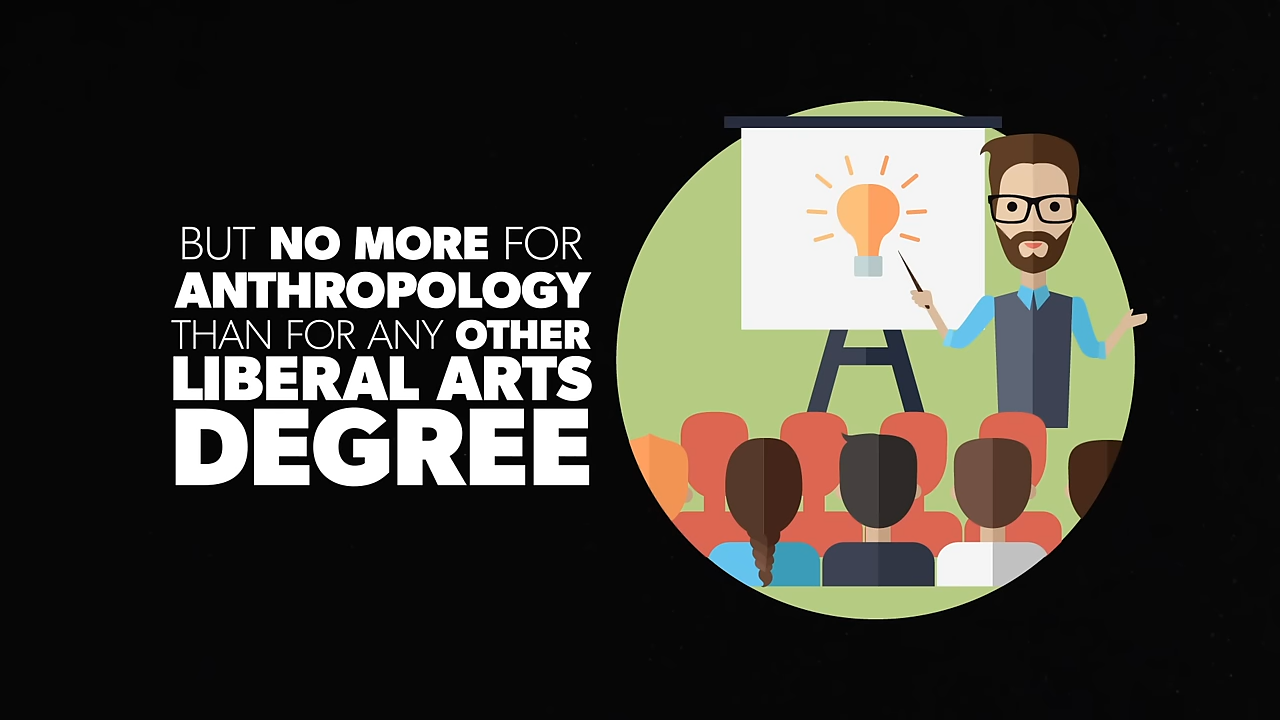 BUT NO MORE FOR
ANTHROPOLOGY
THAN FOR ANY OTHER
LIBERAL ARTS
DEGREE